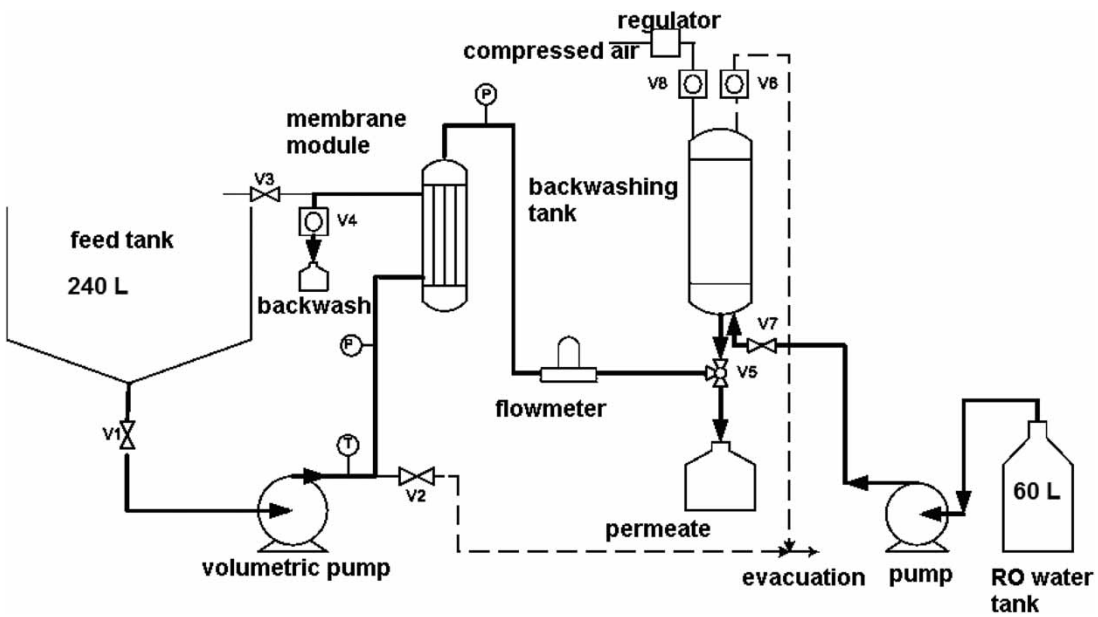 regulator
compressed air
V8
V6
P
membrane
module
V3
backwashing
tank
V4
feed tank
240 L
backwash
V7
P
V5
flowmeter
V1
T
V2
60 L
permeate
volumetric pump
evacuation
pump
RO water
tank